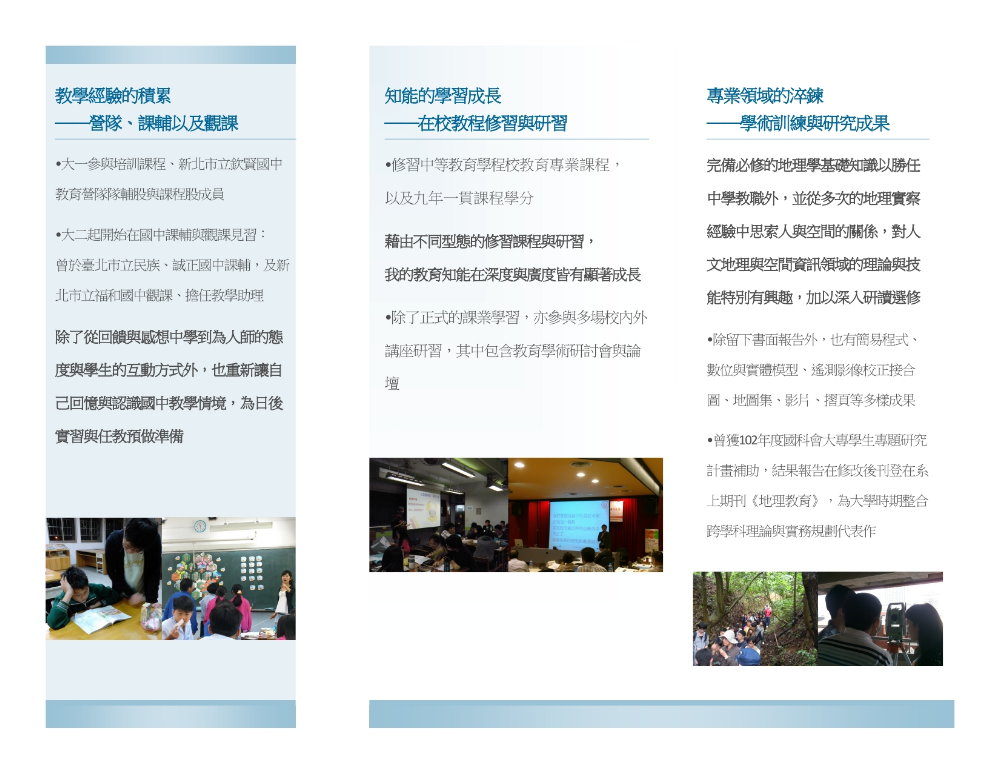 教學經驗的積累
──營隊、課輔以及觀課
•大一參與培訓課程、新北市立欽賢國中
教育營隊隊輔股與課程股成員
•大二起開始在國中課輔與觀課見習：
曾於臺北市立民族、誠正國中課輔，及新
北市立福和國中觀課、擔任教學助理
除了從回饋與感想中學到為人師的態
度與學生的互動方式外，也重新讓自
己回憶與認識國中教學情境，為日後
實習與任教預做準備
知能的學習成長
──在校教程修習與研習
•修習中等教育學程校教育專業課程，
以及九年一貫課程學分
藉由不同型態的修習課程與研習，
我的教育知能在深度與廣度皆有顯著成長
•除了正式的課業學習，亦參與多場校內外
講座研習，其中包含教育學術研討會與論
壇
專業領域的淬鍊
──學術訓練與研究成果
完備必修的地理學基礎知識以勝任
中學教職外，並從多次的地理實察
經驗中思索人與空間的關係，對人
文地理與空間資訊領域的理論與技
能特別有興趣，加以深入研讀選修
•除留下書面報告外，也有簡易程式、
數位與實體模型、遙測影像校正接合
圖、地圖集、影片、摺頁等多樣成果
•曾獲102年度國科會大專學生專題研究
計畫補助，結果報告在修改後刊登在系
上期刊《地理教育》，為大學時期整合
跨學科理論與實務規劃代表作